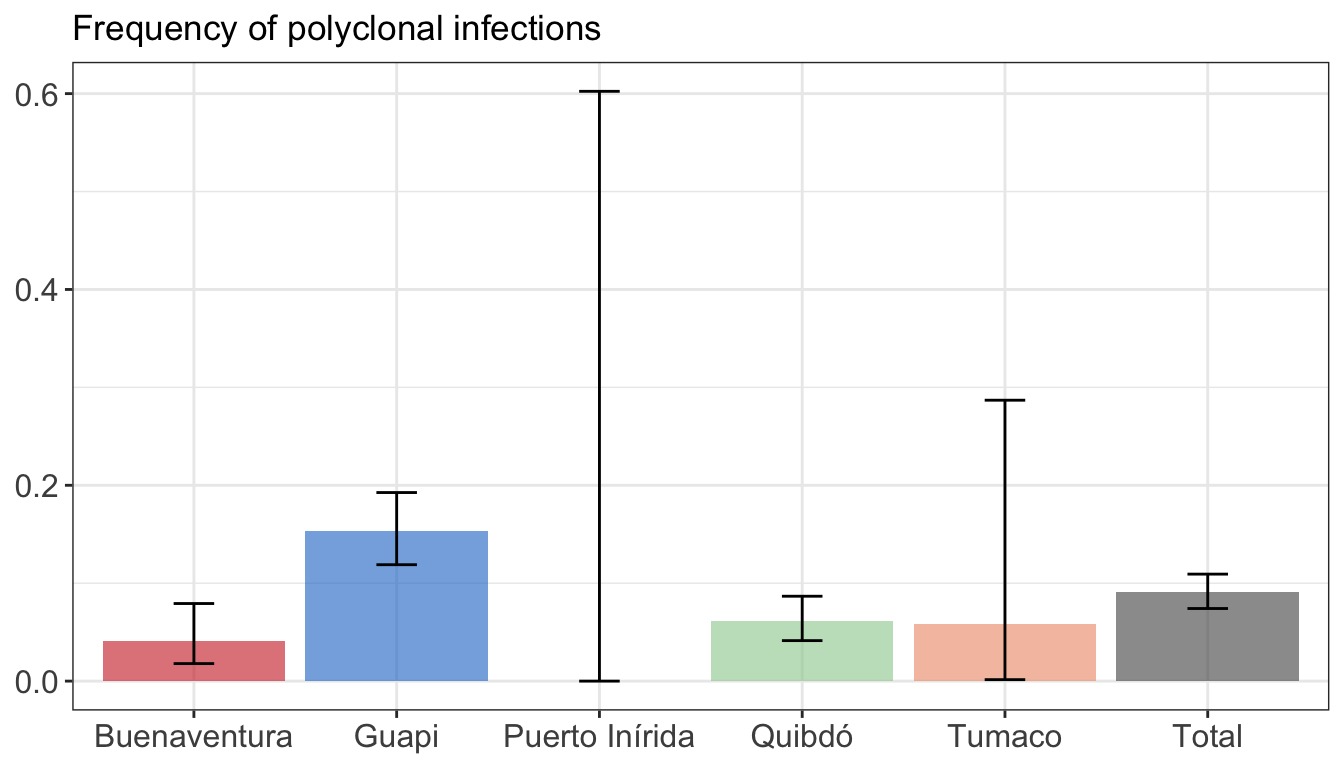 Frequency of polyclonal infections
0.6
0.4
0.2
0.0
Buenaventura Guapi Puerto Inírida Quibdó Tumaco Total